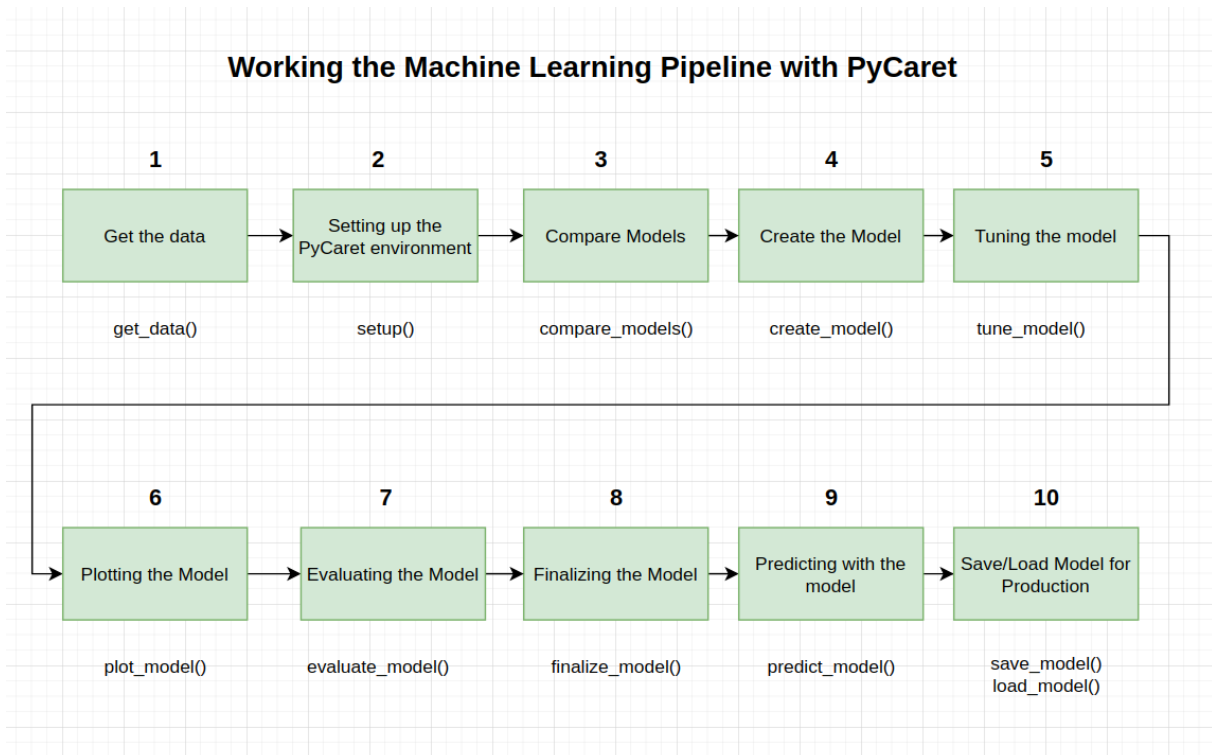 Working the Machine Learning Pipeline with PyCaret
1
2
3
4
5
Get the data
Setting up the
PyCaret environment
Compare Models
Create the Model
Tuning the model
get_data()
setup()
compare_models()
create_model()
tune_model()
6
7
8
9
10
Plotting the Model
Evaluating the Model
Finalizing the Model
Predicting with the
model
Save/Load Model for
Production
plot_model()
evaluate_model()
finalize_model()
predict_model()
save_model()
load_model()